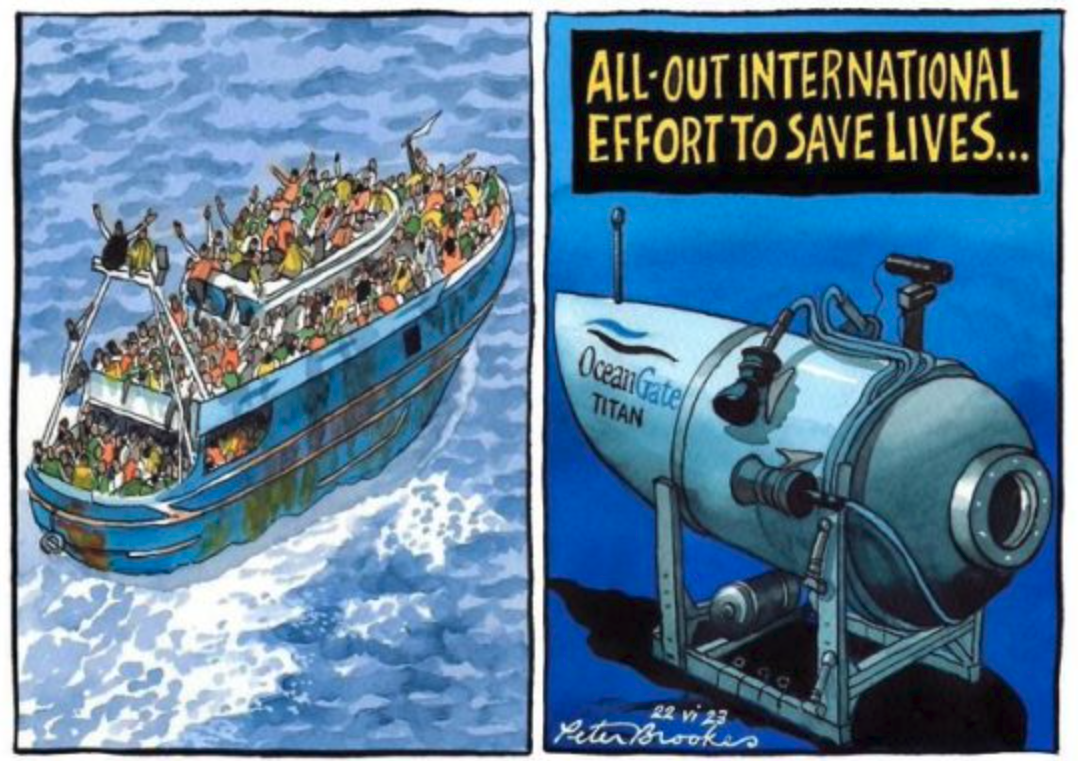 ALL-OUT INTERNATIONAL
EFFORT TO SAVE LIVES...
OceanGate
TITAN
22 vi 23
Peter Brookes